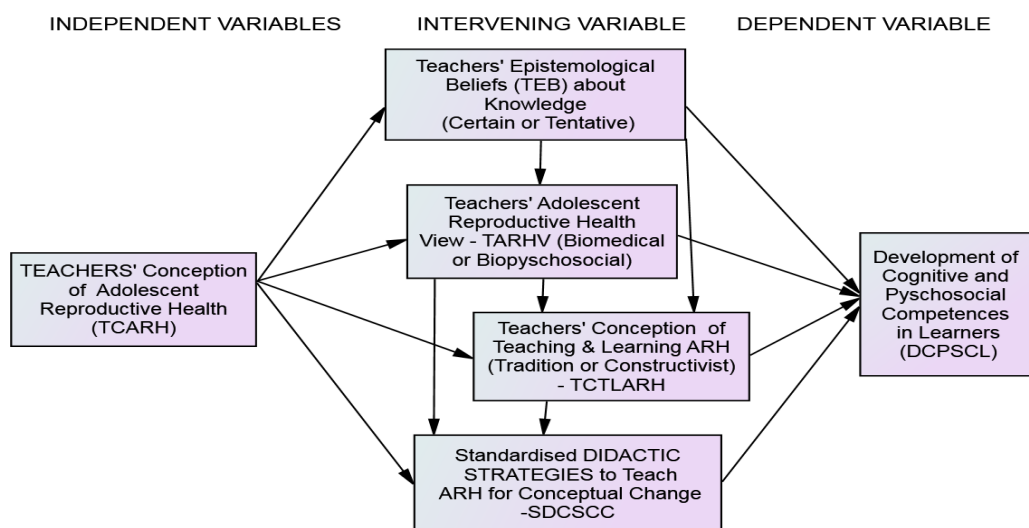 INDEPENDENT VARIABLES
INTERVENING VARIABLE
DEPENDENT VARIABLE
Teachers' Epistemological
Beliefs (TEB) about
Knowledge
(Certain or Tentative)
Teachers' Adolescent
Reproductive Health
View - TARHV (Biomedical
or Biopyschosocial)
TEACHERS' Conception
of Adolescent
Reproductive Health
(TCARH)
Teachers' Conception of
Teaching & Learning ARH
(Tradition or Constructivist)
- TCTLARH
Standardised DIDACTIC
STRATEGIES to Teach
ARH for Conceptual Change
-SDCSCC
Development of
Cognitive and
Pyschosocial
Competences
in Learners
(DCPSCL)